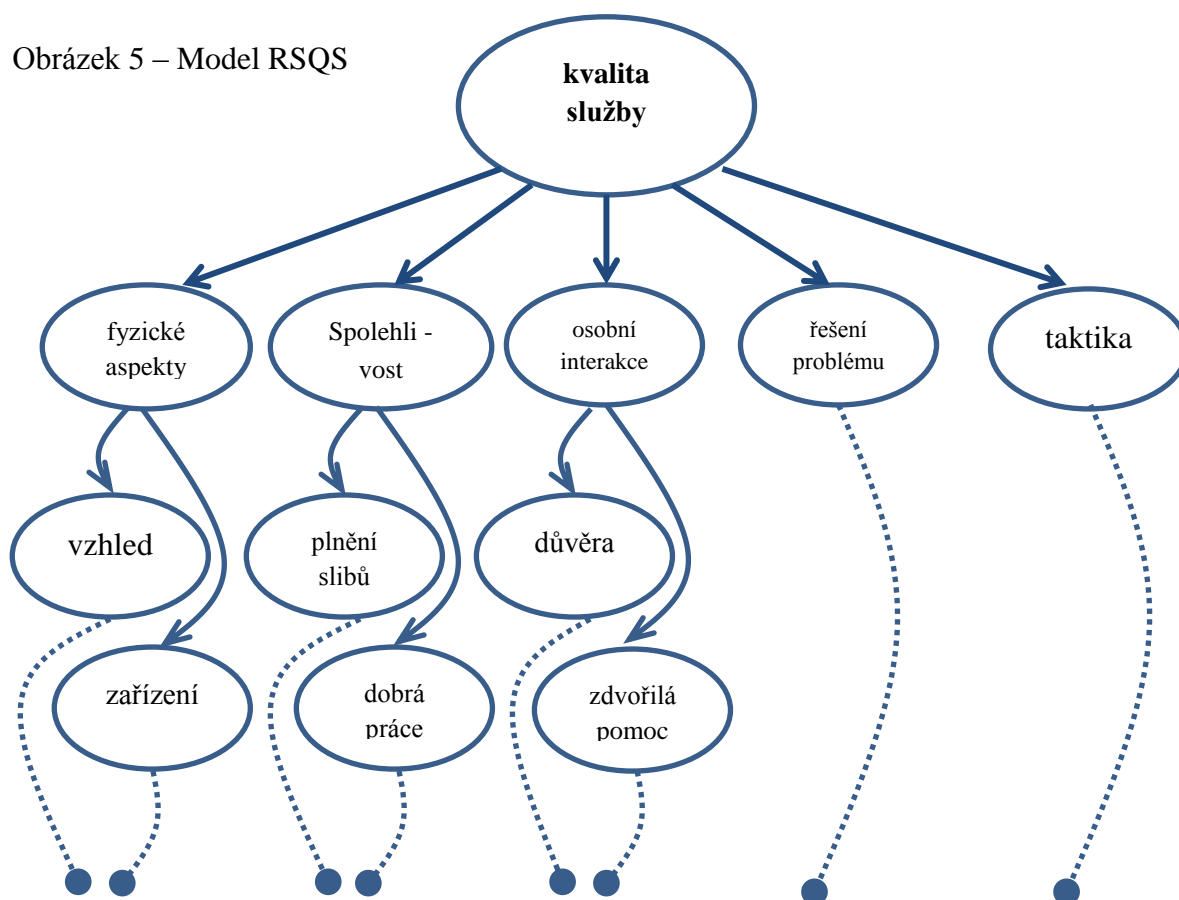 Obrázek 5 – Model RSQS
kvalita
služby
fyzické
aspekty
Spolehli -
vost
osobní
interakce
řešení
problému
taktika
vzhled
plnění
slibů
důvěra
zařízení
dobrá
práce
zdvořilá
pomoc